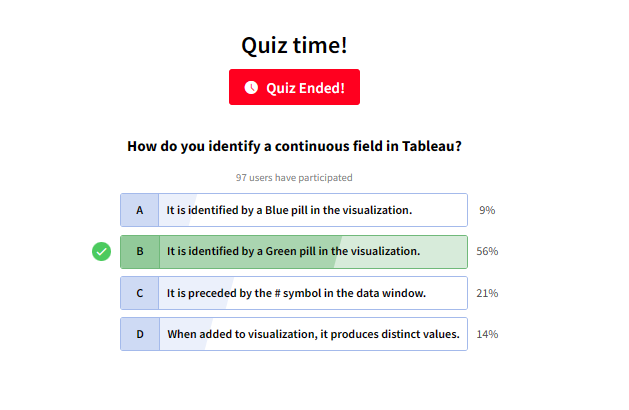 Quiz time!
Quiz Ended!
How do you identify a continuous field in Tableau?
97 users have participated
A It is identified by a Blue pill in the visualization. 9%
B It is identified by a Green pill in the visualization. 56%
C It is preceded by the # symbol in the data window. 21%
D When added to visualization, it produces distinct values. 14%